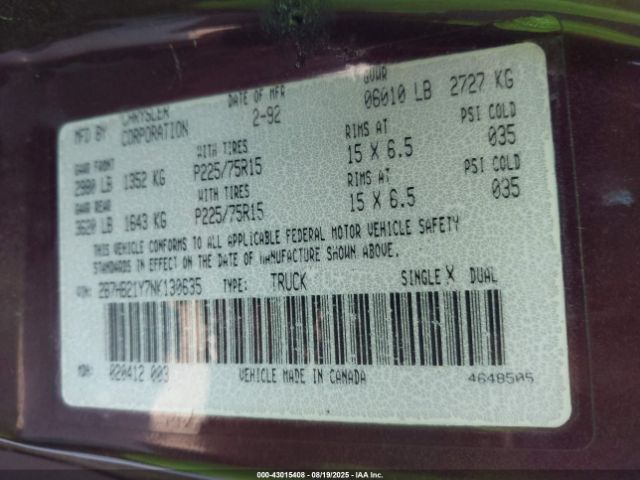 MFD BY CHRYSLER CORPORATION DATE OF MFR 2-92 GVWR 06010 LB 2727 KG
GAWR FRONT WITH TIRES RIMS AT PSI COLD
2980 LB 1352 KG P225/75R15 15 X 6.5 035
GAWR REAR WITH TIRES RIMS AT PSI COLD
3620 LB 1643 KG P225/75R15 15 X 6.5 035
THIS VEHICLE CONFORMS TO ALL APPLICABLE FEDERAL MOTOR VEHICLE SAFETY
STANDARDS IN EFFECT ON THE DATE OF MANUFACTURE SHOWN ABOVE.
VIN: 2B7HB21Y7NK130635 TYPE: TRUCK SINGLE X DUAL
MDH: 020412 003 VEHICLE MADE IN CANADA 4648505
000-43015408 - 08/19/2025 - IAA Inc.